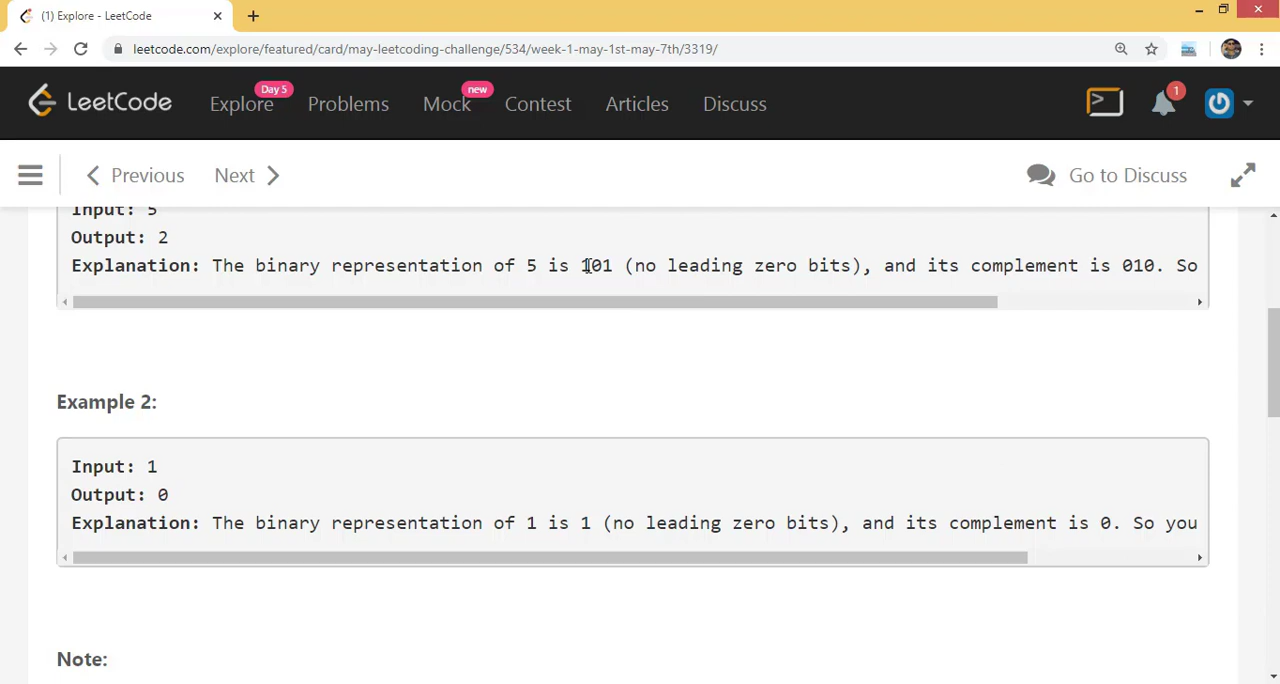 (1) Explore - LeetCode
leetcode.com/explore/featured/card/may-leetcoding-challenge/534/week-1-may-1st-may-7th/3319/
LeetCode Explore Day 5 Problems Mock new Contest Articles Discuss 1
Previous Next Go to Discuss
Input: 5
Output: 2
Explanation: The binary representation of 5 is 101 (no leading zero bits), and its complement is 010. So
Example 2:
Input: 1
Output: 0
Explanation: The binary representation of 1 is 1 (no leading zero bits), and its complement is 0. So you
Note: